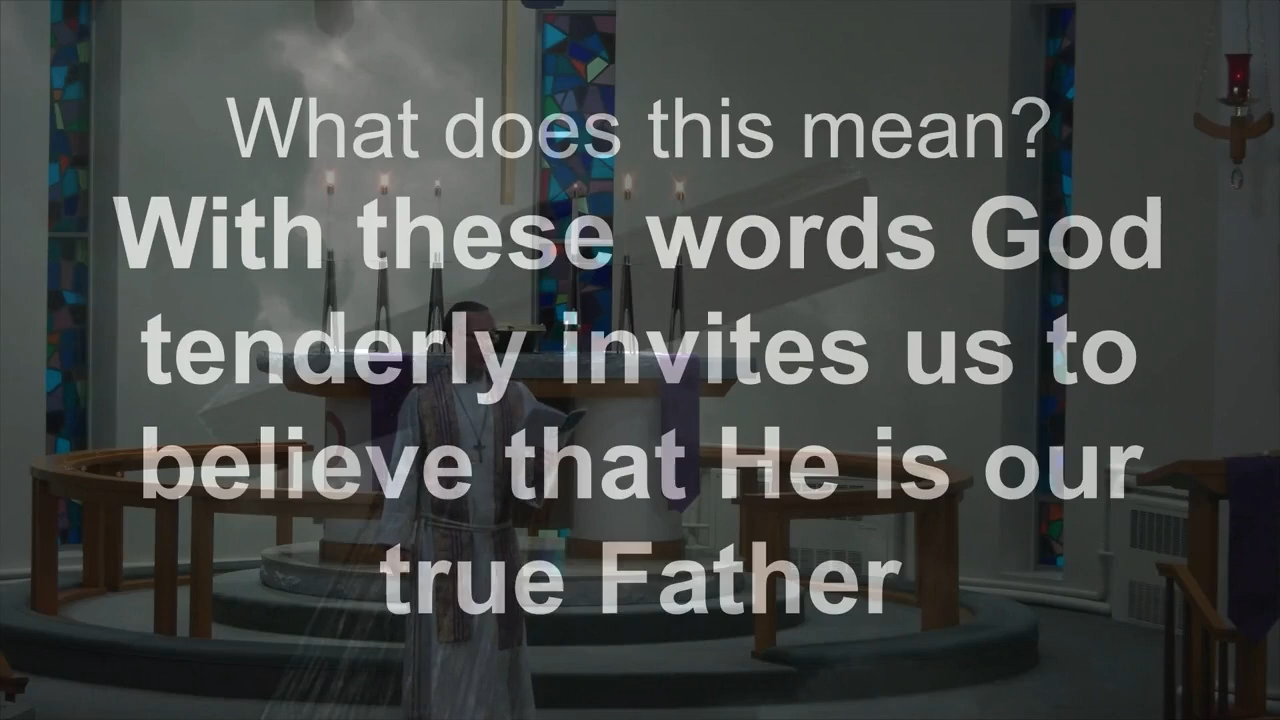 What does this mean?
With these words God
tenderly invites us to
believe that He is our
true Father